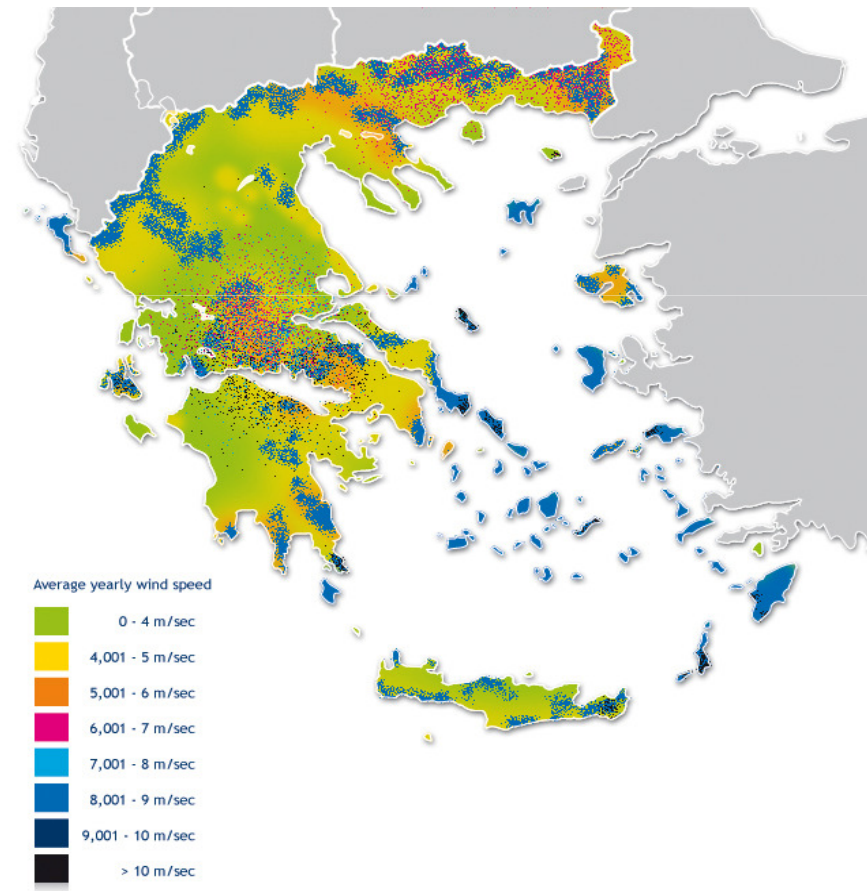 Average yearly wind speed
0 - 4 m/sec
4,001 - 5 m/sec
5,001 - 6 m/sec
6,001 - 7 m/sec
7,001 - 8 m/sec
8,001 - 9 m/sec
9,001 - 10 m/sec
> 10 m/sec